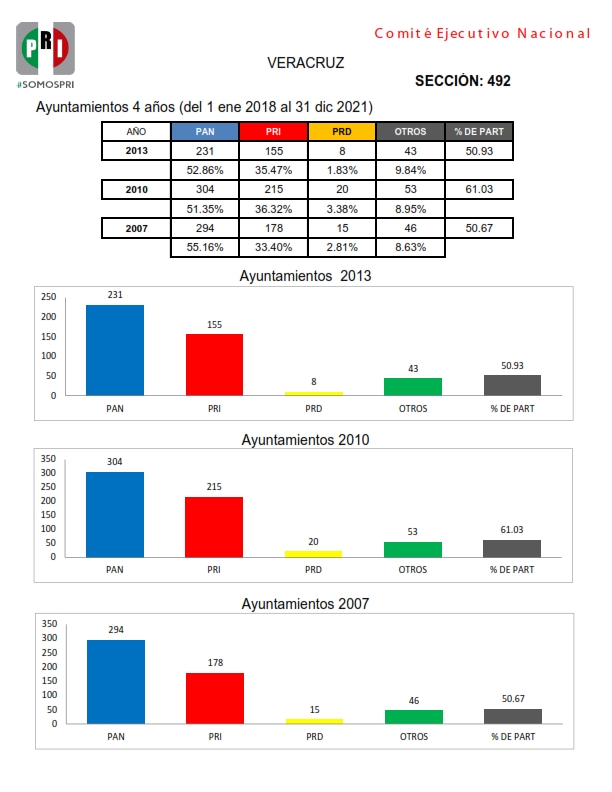 Comité Ejecutivo Nacional
PRI
#SOMOSPRI
VERACRUZ
SECCIÓN: 492
Ayuntamientos 4 años (del 1 ene 2018 al 31 dic 2021)
AÑO PAN PRI PRD OTROS % DE PART
2013 231 155 8 43 50.93
52.86% 35.47% 1.83% 9.84%
2010 304 215 20 53 61.03
51.35% 36.32% 3.38% 8.95%
2007 294 178 15 46 50.67
55.16% 33.40% 2.81% 8.63%
Ayuntamientos 2013
250
200
150
100
50
0
231 155 8 43 50.93
PAN PRI PRD OTROS % DE PART
Ayuntamientos 2010
350
300
250
200
150
100
50
0
304 215 20 53 61.03
PAN PRI PRD OTROS % DE PART
Ayuntamientos 2007
350
300
250
200
150
100
50
0
294 178 15 46 50.67
PAN PRI PRD OTROS % DE PART